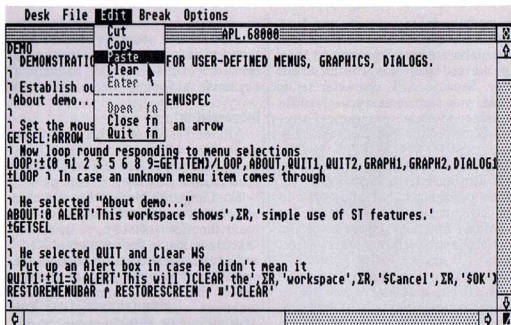 Desk File Edit Break Options
APL.68000
Cut
Copy
Paste
Clear
Enter
Open fn
Close fn
Quit fn
DEMO
DEMONSTRATIO FOR USER-DEFINED MENUS, GRAPHICS, DIALOGS.
Establish ou
'About demo... ENUSPEC
Set the mous an arrow
GETSEL:ARROW
Now loop round responding to menu selections
LOOP:±(0 ך1 2 3 5 6 8 9=GETITEM)/LOOP,ABOUT,QUIT1,QUIT2,GRAPH1,GRAPH2,DIALOG1
±LOOP ך In case an unknown menu item comes through
He selected "About demo..."
ABOUT:0 ALERT'This workspace shows',ΣR,'simple use of ST features.'
±GETSEL
He selected QUIT and Clear WS
Put up an Alert box in case he didn't mean it
QUIT1:±(1=3 ALERT'This will )CLEAR the',ΣR,'workspace',ΣR,'$Cancel',ΣR,'$OK')
RESTOREMENUBAR ƒ RESTORESCREEN ƒ ¤')CLEAR'